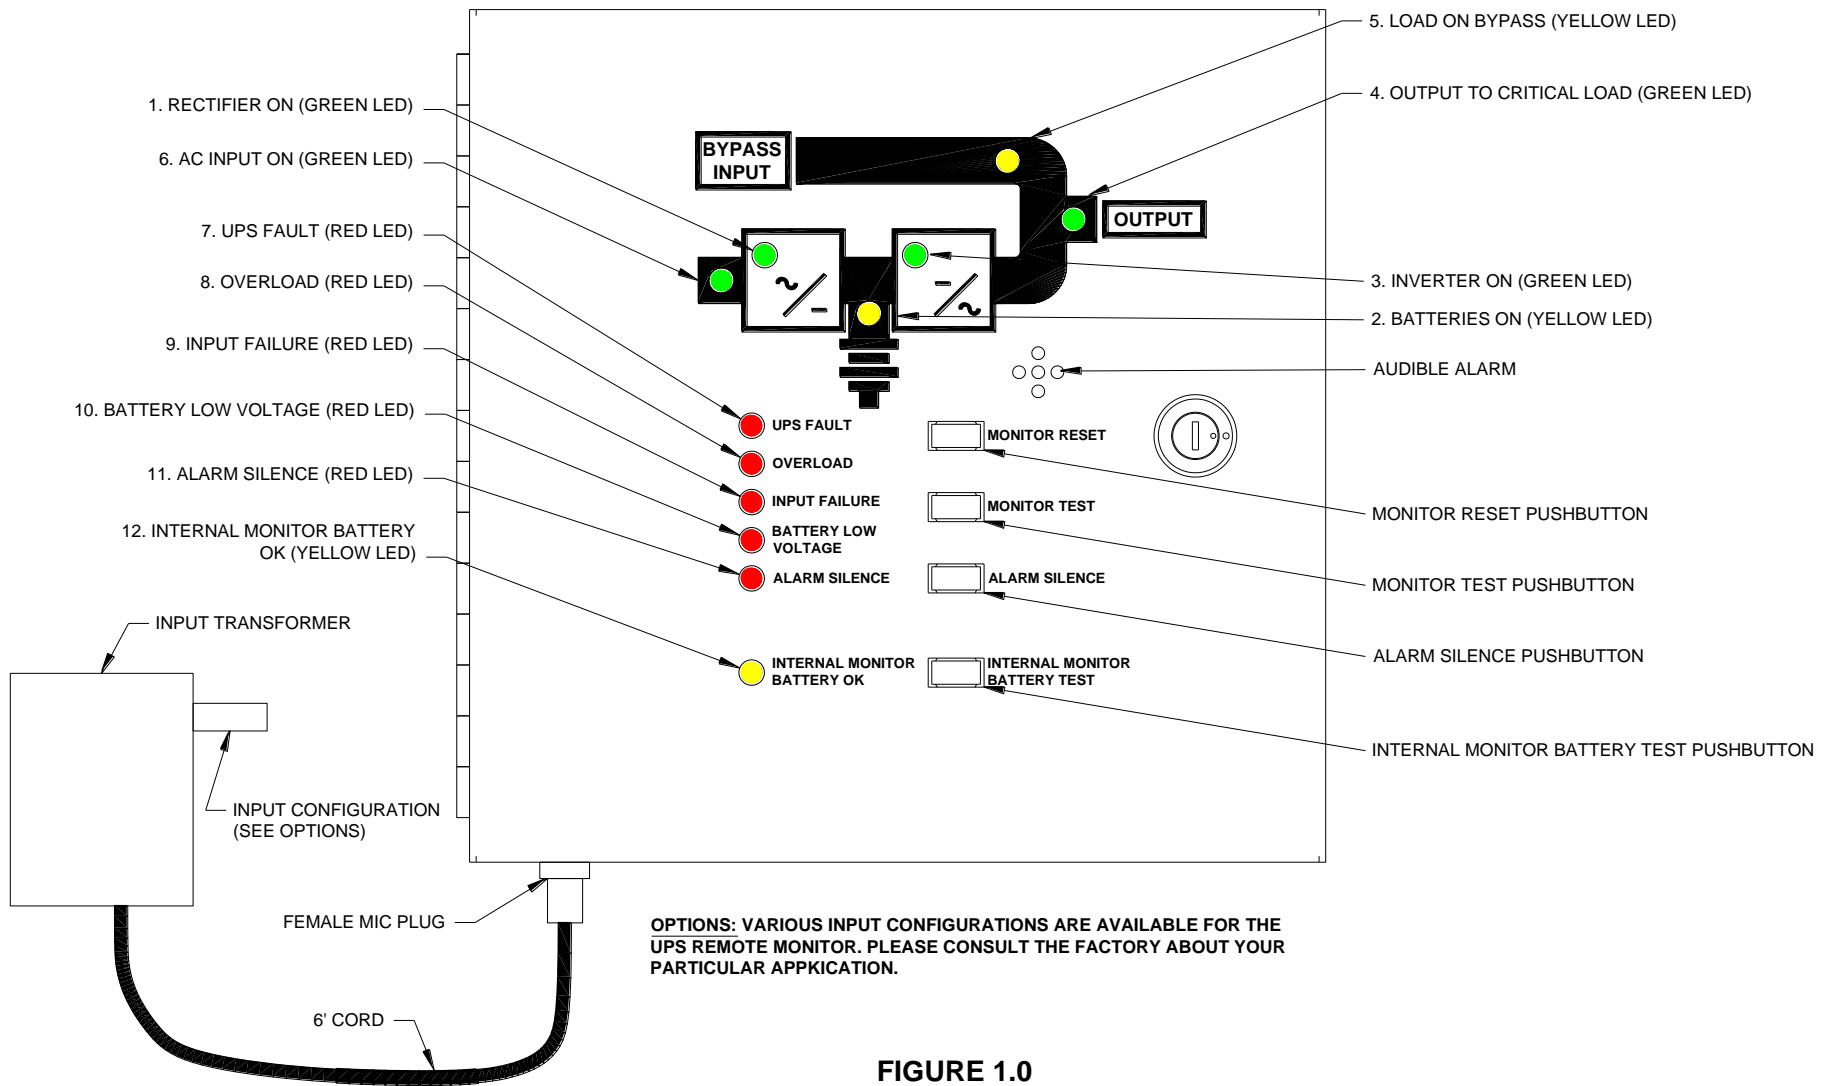 5. LOAD ON BYPASS (YELLOW LED)
4. OUTPUT TO CRITICAL LOAD (GREEN LED)
1. RECTIFIER ON (GREEN LED)
6. AC INPUT ON (GREEN LED)
7. UPS FAULT (RED LED)
8. OVERLOAD (RED LED)
9. INPUT FAILURE (RED LED)
10. BATTERY LOW VOLTAGE (RED LED)
11. ALARM SILENCE (RED LED)
12. INTERNAL MONITOR BATTERY
OK (YELLOW LED)
INPUT TRANSFORMER
INPUT CONFIGURATION
(SEE OPTIONS)
FEMALE MIC PLUG
6' CORD
BYPASS
INPUT
OUTPUT
3. INVERTER ON (GREEN LED)
2. BATTERIES ON (YELLOW LED)
AUDIBLE ALARM
UPS FAULT
OVERLOAD
INPUT FAILURE
BATTERY LOW
VOLTAGE
ALARM SILENCE
INTERNAL MONITOR
BATTERY OK
MONITOR RESET
MONITOR TEST
ALARM SILENCE
INTERNAL MONITOR
BATTERY TEST
MONITOR RESET PUSHBUTTON
MONITOR TEST PUSHBUTTON
ALARM SILENCE PUSHBUTTON
INTERNAL MONITOR BATTERY TEST PUSHBUTTON
OPTIONS: VARIOUS INPUT CONFIGURATIONS ARE AVAILABLE FOR THE
UPS REMOTE MONITOR. PLEASE CONSULT THE FACTORY ABOUT YOUR
PARTICULAR APPKICATION.
FIGURE 1.0